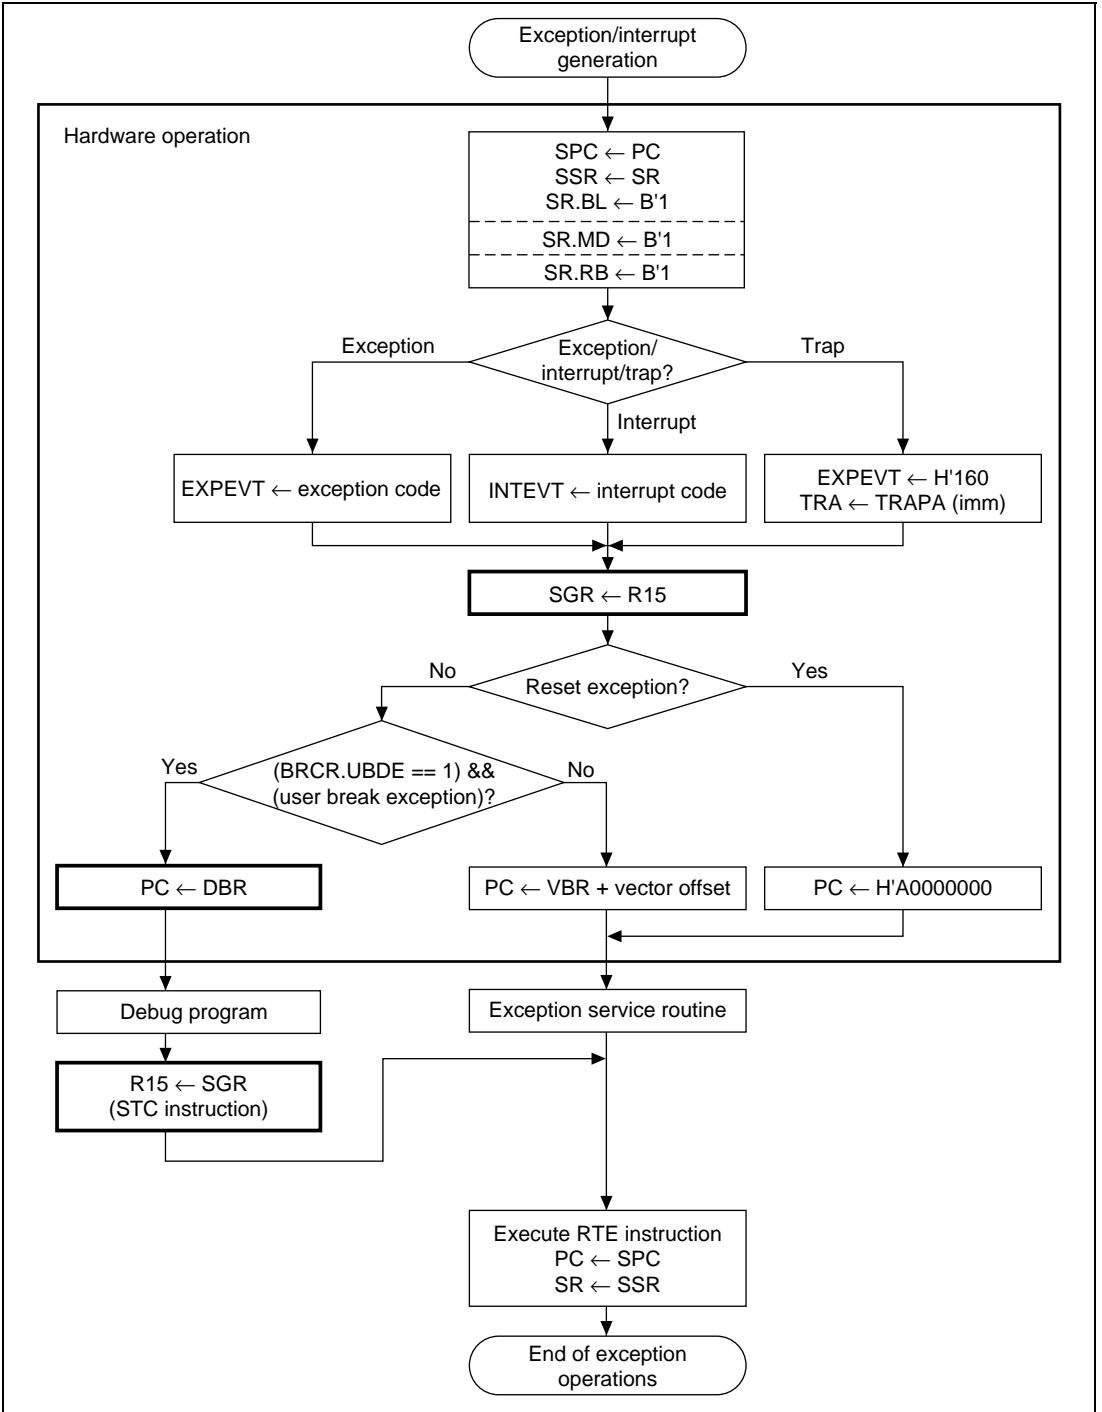 Exception/interrupt
generation
Hardware operation
SPC ← PC
SSR ← SR
SR.BL ← B'1
SR.MD ← B'1
SR.RB ← B'1
Exception
Exception/
interrupt/trap?
Trap
Interrupt
EXPEVT ← exception code
INTEVT ← interrupt code
EXPEVT ← H'160
TRA ← TRAPA (imm)
SGR ← R15
No
Reset exception?
Yes
Yes
(BRCR.UBDE == 1) &&
(user break exception)?
No
PC ← DBR
PC ← VBR + vector offset
PC ← H'A0000000
Debug program
Exception service routine
R15 ← SGR
(STC instruction)
Execute RTE instruction
PC ← SPC
SR ← SSR
End of exception
operations